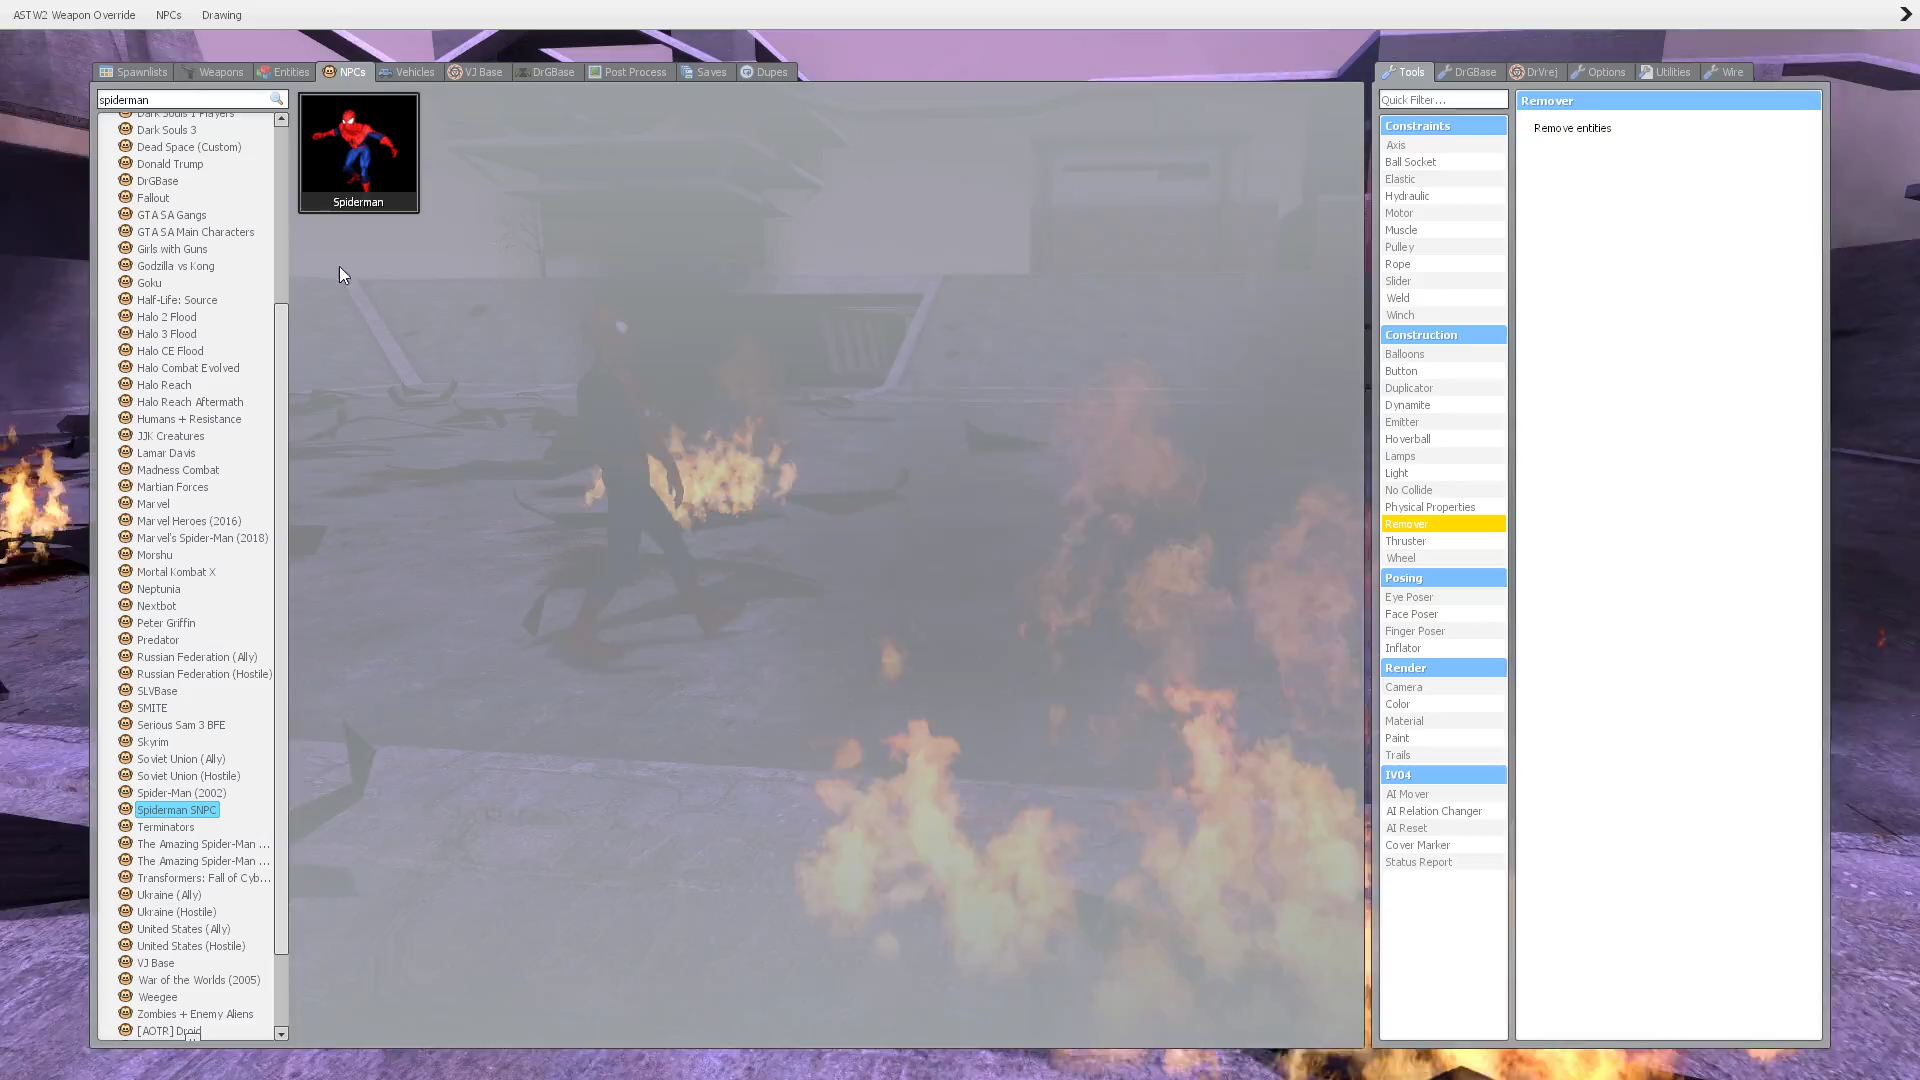 ASTW2 Weapon Override NPCs Drawing
Spawnlists Weapons Entities NPCs Vehicles VJ Base DrGBase Post Process Saves Dupes
spiderman
Dark Souls 1 Players
Dark Souls 3
Dead Space (Custom)
Donald Trump
DrGBase
Fallout
GTA SA Gangs
GTA SA Main Characters
Girls with Guns
Godzilla vs Kong
Goku
Half-Life: Source
Halo 2 Flood
Halo 3 Flood
Halo CE Flood
Halo Combat Evolved
Halo Reach
Halo Reach Aftermath
Humans + Resistance
JJK Creatures
Lamar Davis
Madness Combat
Martian Forces
Marvel
Marvel Heroes (2016)
Marvel's Spider-Man (2018)
Morshu
Mortal Kombat X
Neptunia
Nextbot
Peter Griffin
Predator
Russian Federation (Ally)
Russian Federation (Hostile)
SLVBase
SMITE
Serious Sam 3 BFE
Skyrim
Soviet Union (Ally)
Soviet Union (Hostile)
Spider-Man (2002)
Spiderman SNPC
Terminators
The Amazing Spider-Man ...
The Amazing Spider-Man ...
Transformers: Fall of Cyb...
Ukraine (Ally)
Ukraine (Hostile)
United States (Ally)
United States (Hostile)
VJ Base
War of the Worlds (2005)
Weegee
Zombies + Enemy Aliens
[AOTR] Droid
Spiderman
Tools DrGBase DrVrej Options Utilities Wire
Quick Filter...
Constraints
Axis
Ball Socket
Elastic
Hydraulic
Motor
Muscle
Pulley
Rope
Slider
Weld
Winch
Construction
Balloons
Button
Duplicator
Dynamite
Emitter
Hoverball
Lamps
Light
No Collide
Physical Properties
Remover
Thruster
Wheel
Posing
Eye Poser
Face Poser
Finger Poser
Inflator
Render
Camera
Color
Material
Paint
Trails
IV04
AI Mover
AI Relation Changer
AI Reset
Cover Marker
Status Report
Remover
Remove entities